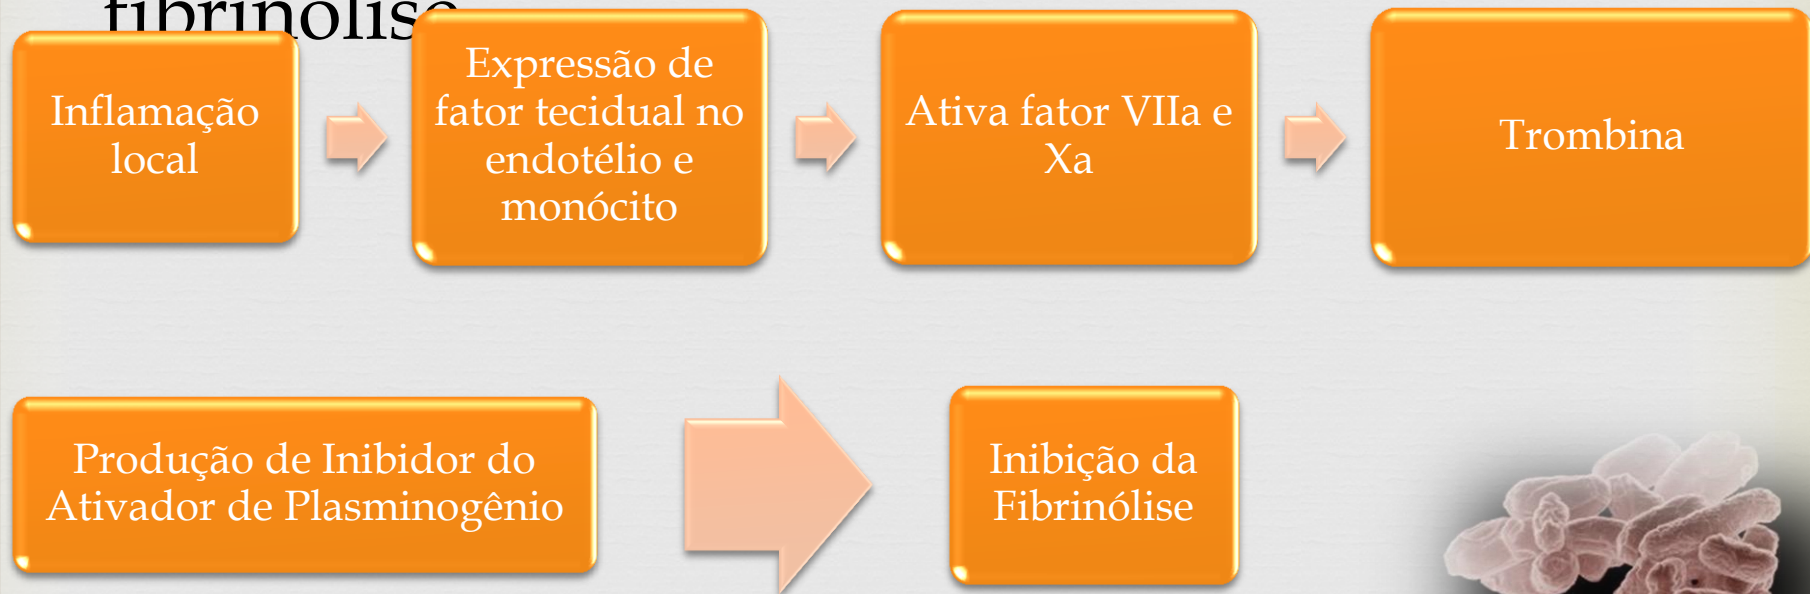 fibrinólise
Inflamação
local
Expressão de
fator tecidual no
endotélio e
monócito
Ativa fator VIIa e
Xa
Trombina
Produção de Inibidor do
Ativador de Plasminogênio
Inibição da
Fibrinólise